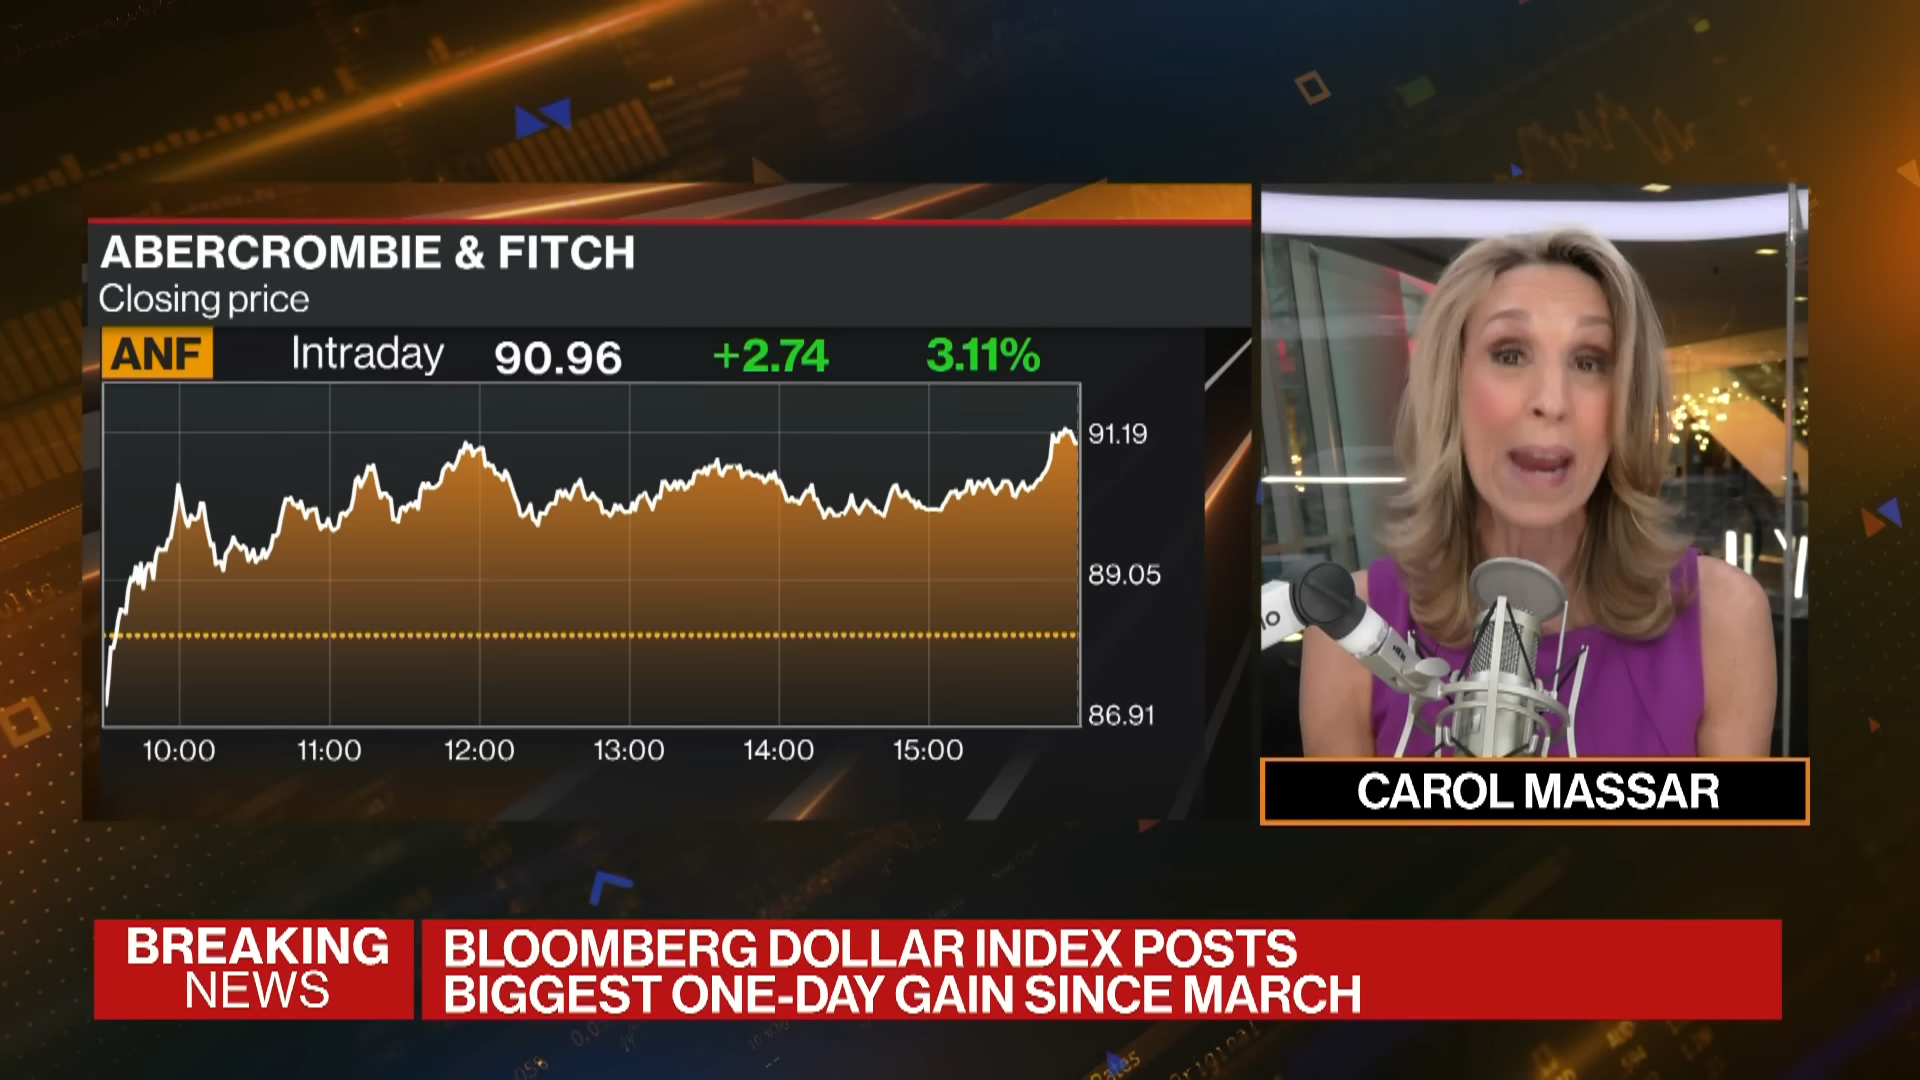 ABERCROMBIE & FITCH
Closing price
ANF Intraday 90.96 +2.74 3.11%
91.19
89.05
86.91
10:00 11:00 12:00 13:00 14:00 15:00
CAROL MASSAR
BREAKING
NEWS
BLOOMBERG DOLLAR INDEX POSTS
BIGGEST ONE-DAY GAIN SINCE MARCH